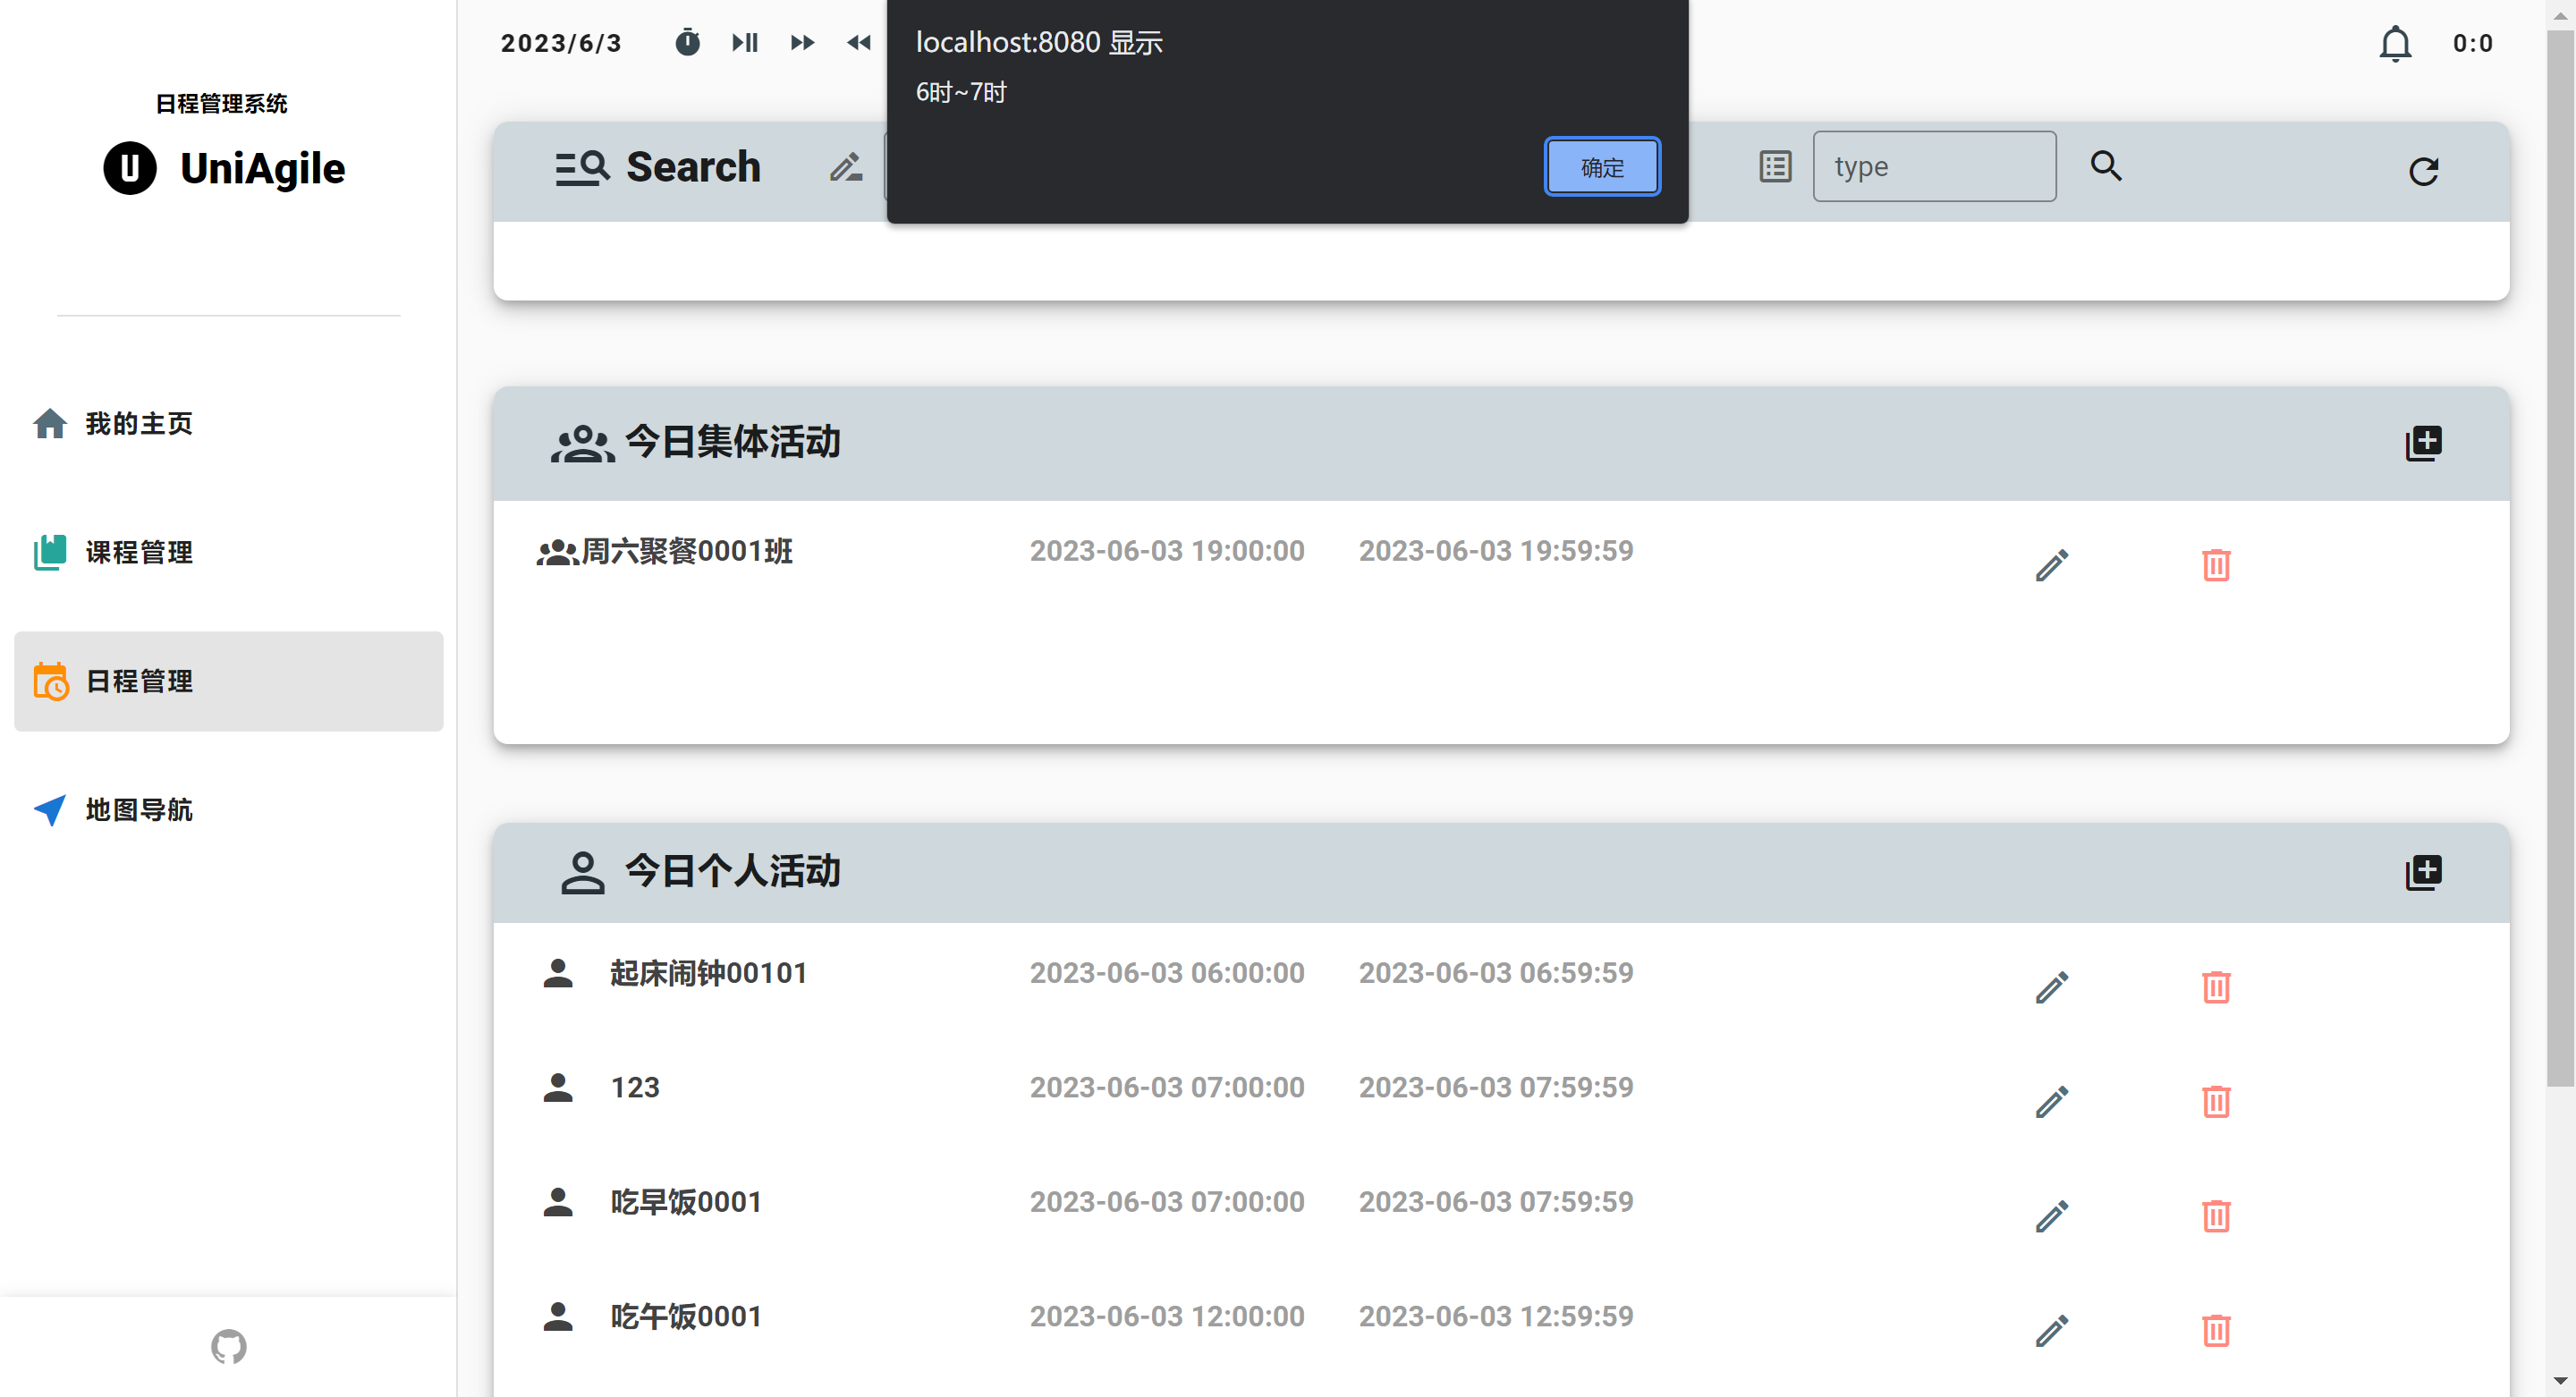 日程管理系统
U UniAgile
我的主页
课程管理
日程管理
地图导航
2023/6/3
0:0
localhost:8080 显示
6时~7时
确定
Search
type
今日集体活动
周六聚餐0001班 2023-06-03 19:00:00 2023-06-03 19:59:59
今日个人活动
起床闹钟00101 2023-06-03 06:00:00 2023-06-03 06:59:59
123 2023-06-03 07:00:00 2023-06-03 07:59:59
吃早饭0001 2023-06-03 07:00:00 2023-06-03 07:59:59
吃午饭0001 2023-06-03 12:00:00 2023-06-03 12:59:59